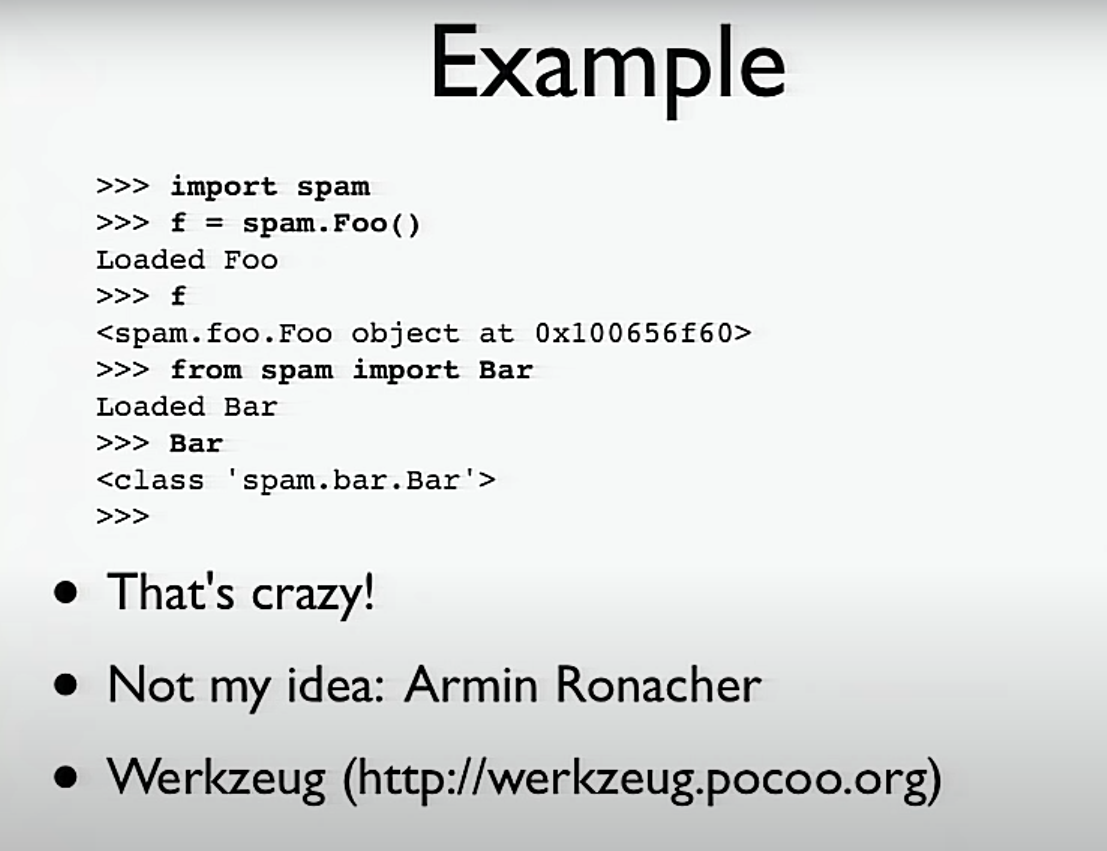 Example
>>> import spam
>>> f = spam.Foo()
Loaded Foo
>>> f
<spam.foo.Foo object at 0x100656f60>
>>> from spam import Bar
Loaded Bar
>>> Bar
<class 'spam.bar.Bar'>
>>>
• That's crazy!
• Not my idea: Armin Ronacher
• Werkzeug (http://werkzeug.pocoo.org)